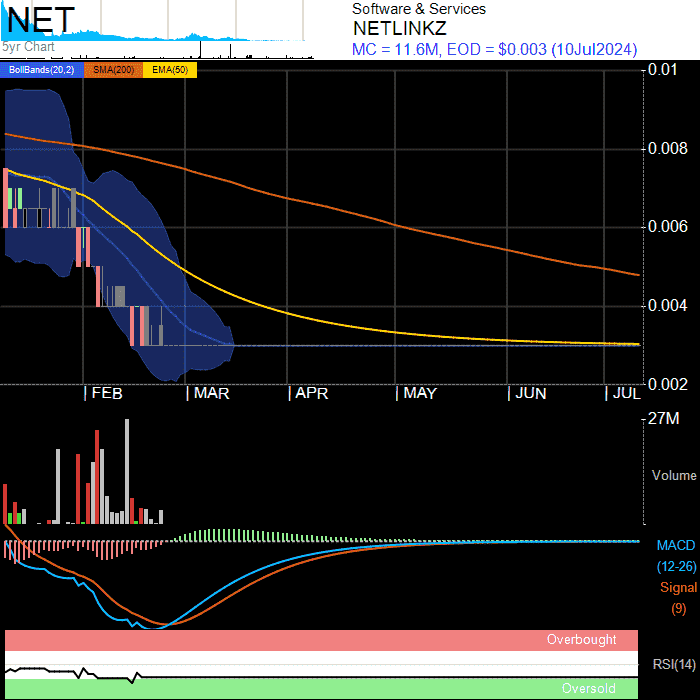 NET
5yr Chart
Software & Services
NETLINKZ
MC = 11.6M, EOD = $0.003 (10Jul2024)
BollBands(20,2) SMA(200) EMA(50)
0.01
0.008
0.006
0.004
0.002
FEB MAR APR MAY JUN JUL
27M
Volume
MACD
(12-26)
Signal
(9)
Overbought
RSI(14)
Oversold